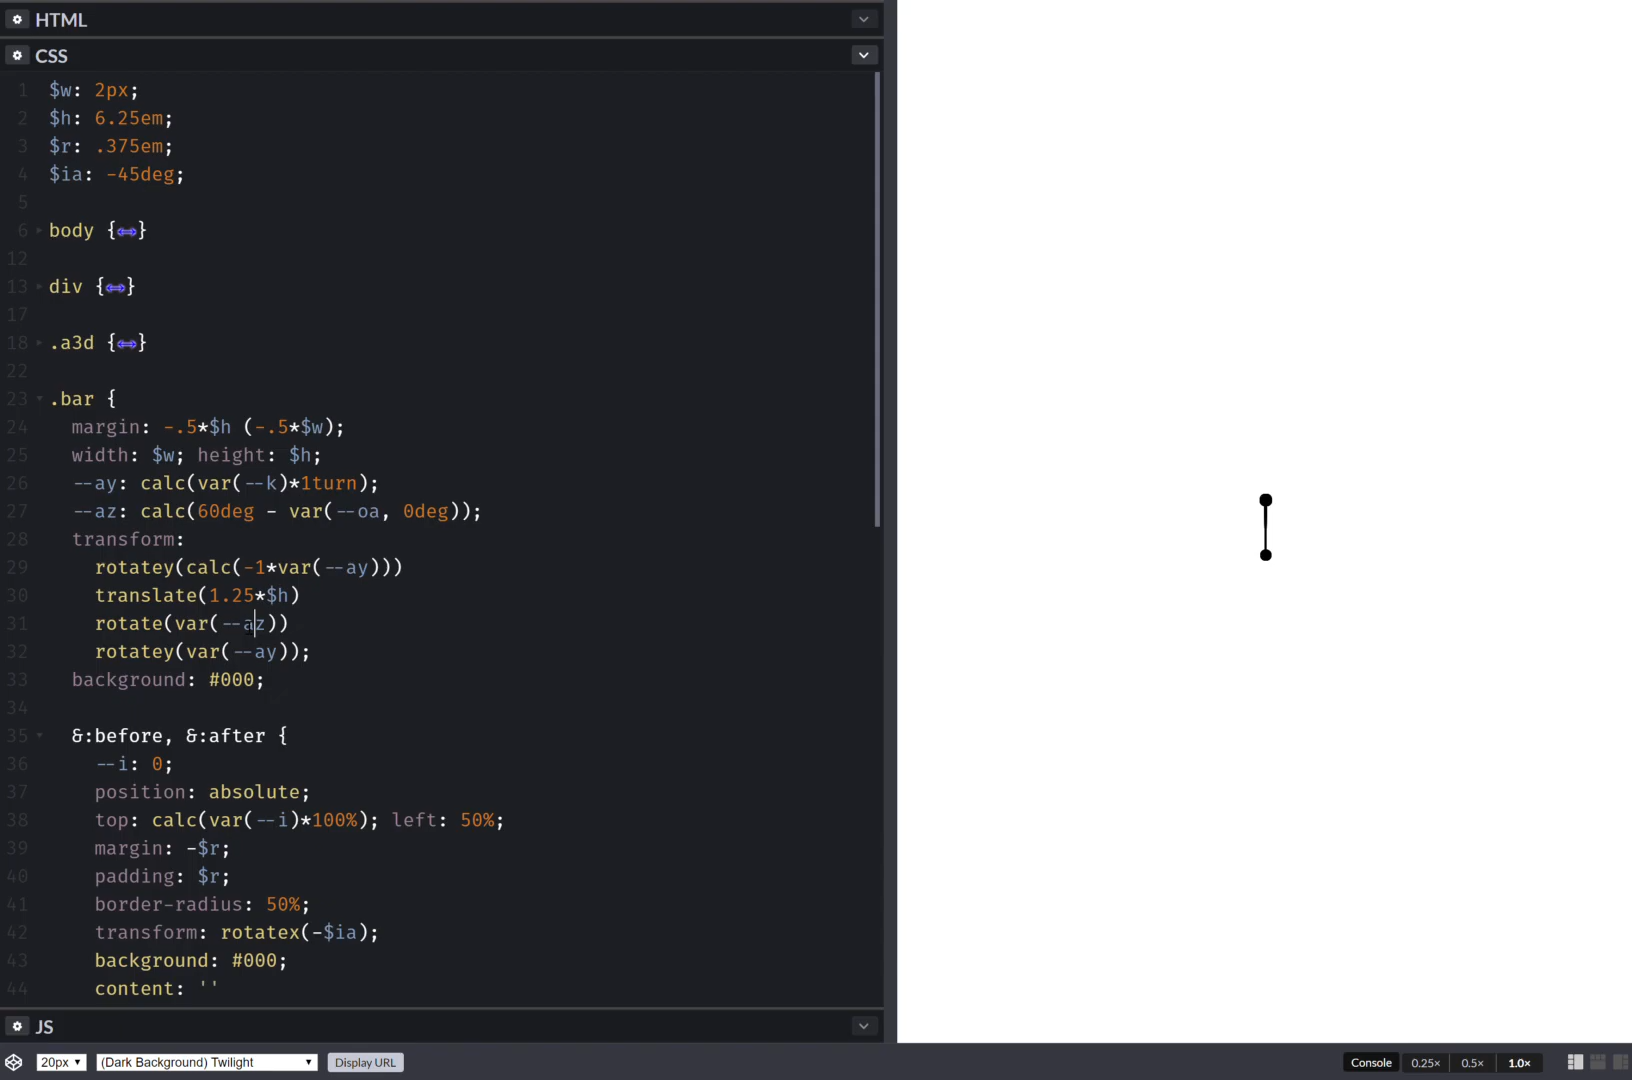 HTML
CSS
1 $w: 2px;
2 $h: 6.25em;
3 $r: .375em;
4 $ia: -45deg;
5
6 body {↔}
12
13 div {↔}
17
18 .a3d {↔}
22
23 .bar {
24 margin: -.5*$h (-.5*$w);
25 width: $w; height: $h;
26 --ay: calc(var(--k)*1turn);
27 --az: calc(60deg - var(--oa, 0deg));
28 transform:
29 rotatey(calc(-1*var(--ay)))
30 translate(1.25*$h)
31 rotate(var(--az))
32 rotatey(var(--ay));
33 background: #000;
34
35 &:before, &:after {
36 --i: 0;
37 position: absolute;
38 top: calc(var(--i)*100%); left: 50%;
39 margin: -$r;
40 padding: $r;
41 border-radius: 50%;
42 transform: rotatex(-$ia);
43 background: #000;
44 content: ''
JS
20px (Dark Background) Twilight Display URL Console 0.25× 0.5× 1.0×